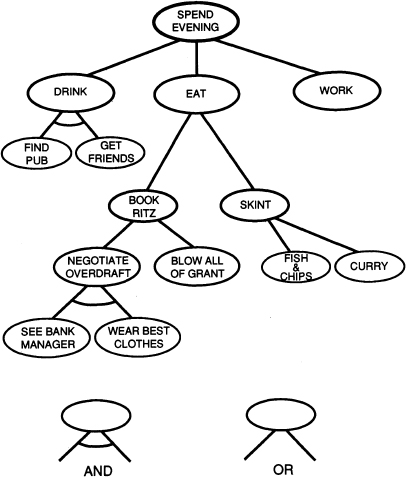 SPEND
EVENING
DRINK
EAT
WORK
FIND
PUB
GET
FRIENDS
BOOK
RITZ
SKINT
NEGOTIATE
OVERDRAFT
BLOW ALL
OF GRANT
FISH
&
CHIPS
CURRY
SEE BANK
MANAGER
WEAR BEST
CLOTHES
AND
OR